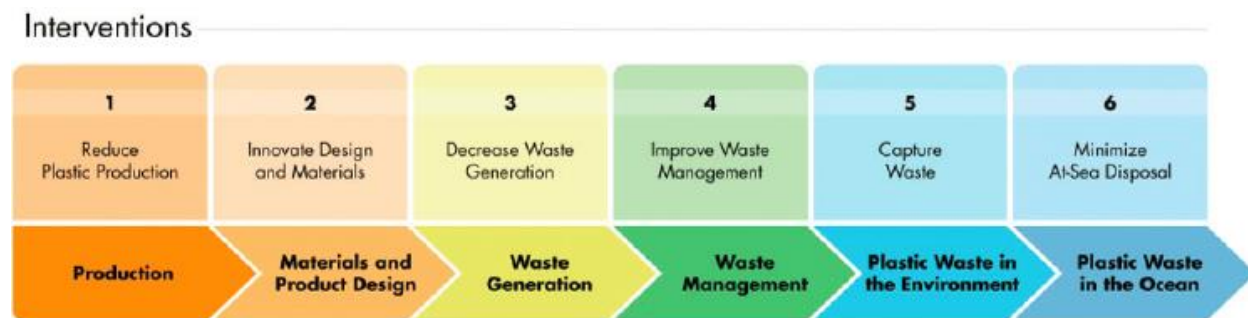 Interventions
1
Reduce
Plastic Production
2
Innovate Design
and Materials
3
Decrease Waste
Generation
4
Improve Waste
Management
5
Capture
Waste
6
Minimize
At-Sea Disposal
Production
Materials and
Product Design
Waste
Generation
Waste
Management
Plastic Waste in
the Environment
Plastic Waste
in the Ocean